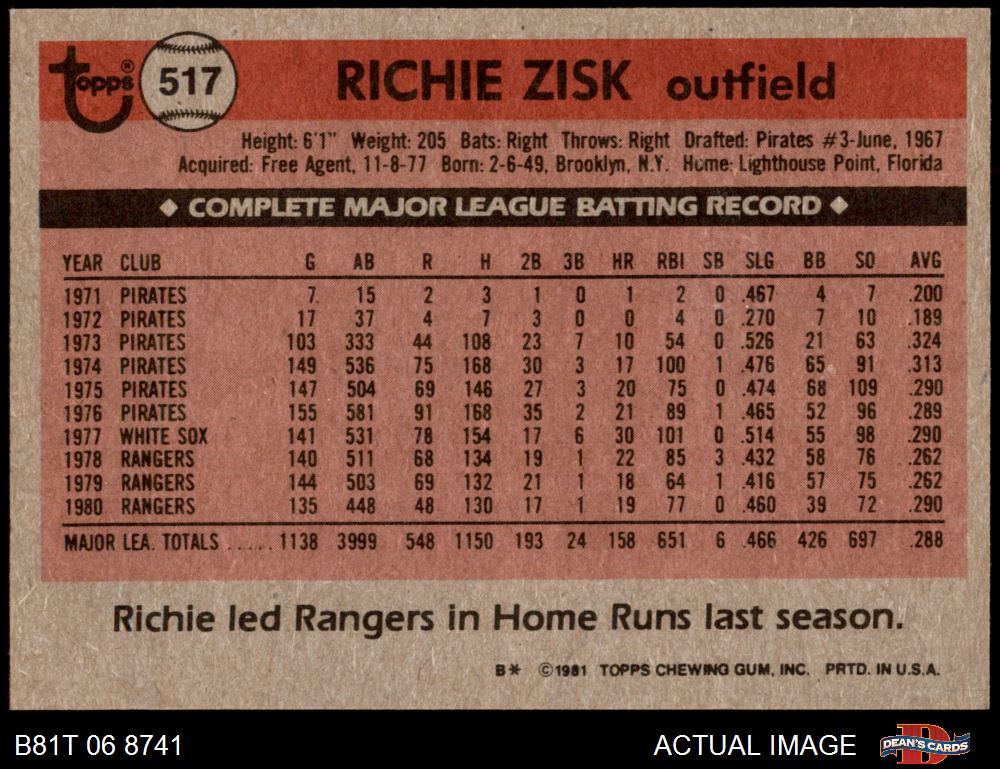 Topps®
517
RICHIE ZISK outfield
Height: 6'1" Weight: 205 Bats: Right Throws: Right Drafted: Pirates #3-June, 1967
Acquired: Free Agent, 11-8-77 Born: 2-6-49, Brooklyn, N.Y. Home: Lighthouse Point, Florida
◆ COMPLETE MAJOR LEAGUE BATTING RECORD ◆
YEAR CLUB G AB R H 2B 3B HR RBI SB SLG BB SO AVG
1971 PIRATES 7 15 2 3 1 0 1 2 0 .467 4 7 .200
1972 PIRATES 17 37 4 7 3 0 0 4 0 .270 7 10 .189
1973 PIRATES 103 333 44 108 23 7 10 54 0 .526 21 63 .324
1974 PIRATES 149 536 75 168 30 3 17 100 1 .476 65 91 .313
1975 PIRATES 147 504 69 146 27 3 20 75 0 .474 68 109 .290
1976 PIRATES 155 581 91 168 35 2 21 89 1 .465 52 96 .289
1977 WHITE SOX 141 531 78 154 17 6 30 101 0 .514 55 98 .290
1978 RANGERS 140 511 68 134 19 1 22 85 3 .432 58 76 .262
1979 RANGERS 144 503 69 132 21 1 18 64 1 .416 57 75 .262
1980 RANGERS 135 448 48 130 17 1 19 77 0 .460 39 72 .290
MAJOR LEA. TOTALS ...... 1138 3999 548 1150 193 24 158 651 6 .466 426 697 .288
Richie led Rangers in Home Runs last season.
B* ©1981 TOPPS CHEWING GUM, INC. PRTD. IN U.S.A.
B81T 06 8741
ACTUAL IMAGE
D
DEAN'S CARDS